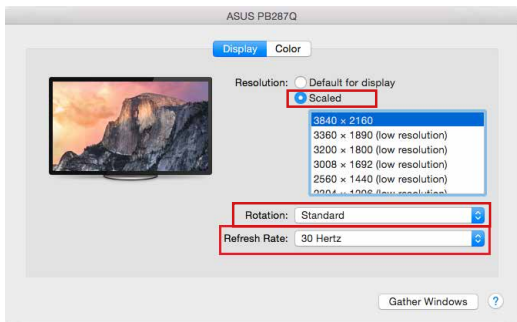 ASUS PB287Q
Display Color
Resolution: Default for display
Scaled
3840 × 2160
3360 × 1890 (low resolution)
3200 × 1800 (low resolution)
3008 × 1692 (low resolution)
2560 × 1440 (low resolution)
Rotation: Standard
Refresh Rate: 30 Hertz
Gather Windows ?